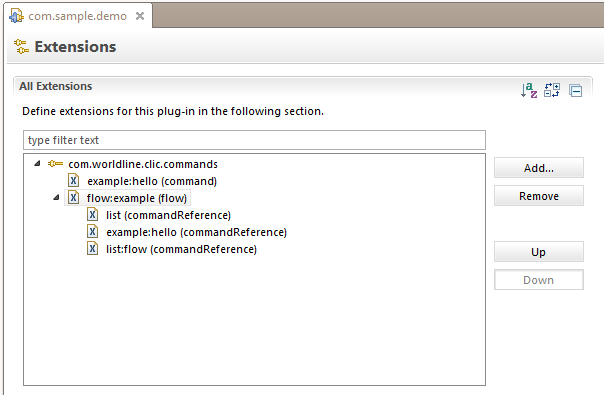 com.sample.demo
Extensions
All Extensions
Define extensions for this plug-in in the following section.
type filter text
com.worldline.clic.commands
example:hello (command)
flow:example (flow)
list (commandReference)
example:hello (commandReference)
list:flow (commandReference)
Add...
Remove
Up
Down